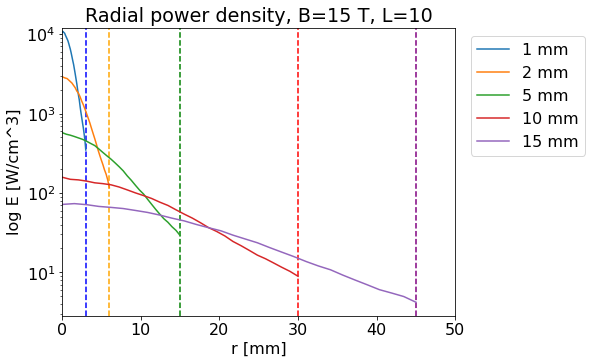 Radial power density, B=15 T, L=10
log E [W/cm^3]
10^4
10^3
10^2
10^1
0 10 20 30 40 50
r [mm]
1 mm
2 mm
5 mm
10 mm
15 mm